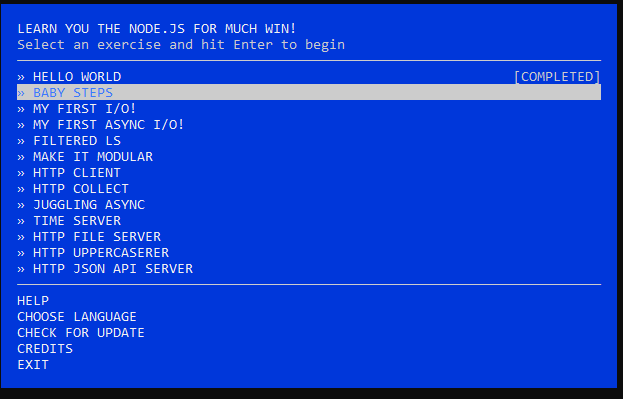 LEARN YOU THE NODE.JS FOR MUCH WIN!
Select an exercise and hit Enter to begin
» HELLO WORLD [COMPLETED]
» BABY STEPS
» MY FIRST I/O!
» MY FIRST ASYNC I/O!
» FILTERED LS
» MAKE IT MODULAR
» HTTP CLIENT
» HTTP COLLECT
» JUGGLING ASYNC
» TIME SERVER
» HTTP FILE SERVER
» HTTP UPPERCASERER
» HTTP JSON API SERVER
HELP
CHOOSE LANGUAGE
CHECK FOR UPDATE
CREDITS
EXIT